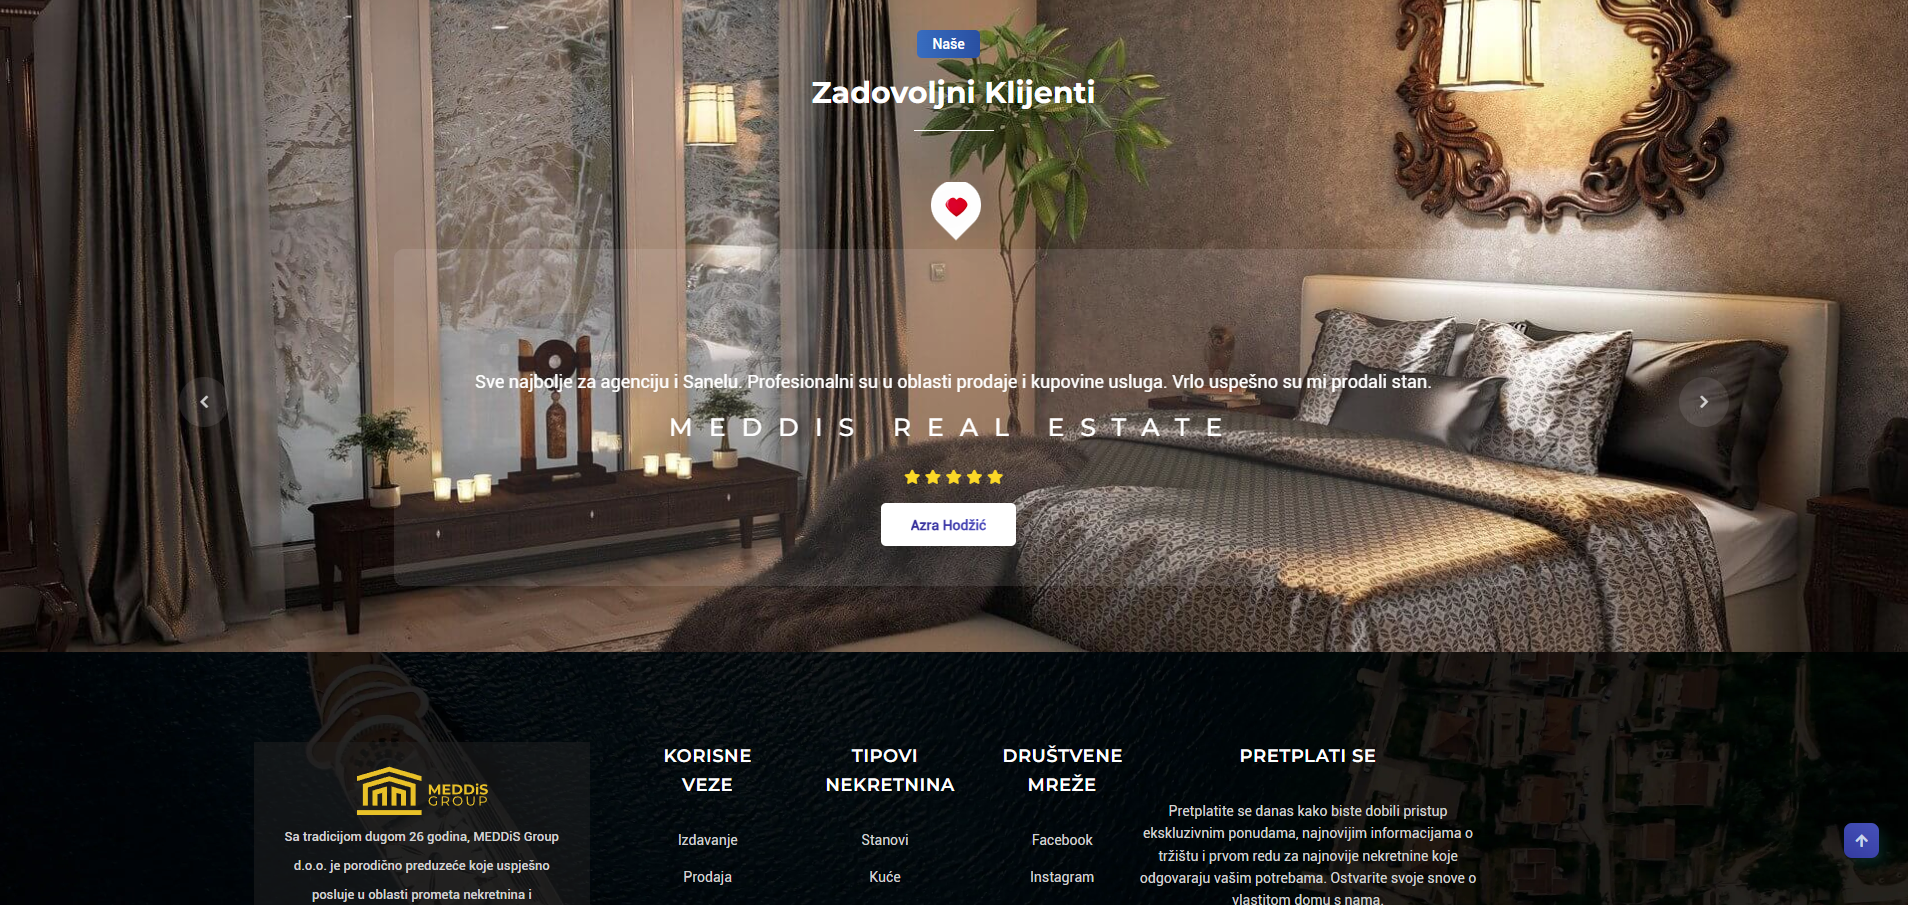 Naše
Zadovoljni Klijenti
Sve najbolje za agenciju i Sanelu. Profesionalni su u oblasti prodaje i kupovine usluga. Vrlo uspešno su mi prodali stan.
MEDDIS REAL ESTATE
Azra Hodžić
MEDDiS
GROUP
Sa tradicijom dugom 26 godina, MEDDiS Group
d.o.o. je porodično preduzeće koje uspješno
posluje u oblasti prometa nekretnina i
KORISNE
VEZE
Izdavanje
Prodaja
TIPOVI
NEKRETNINA
Stanovi
Kuće
DRUŠTVENE
MREŽE
Facebook
Instagram
PRETPLATI SE
Pretplatite se danas kako biste dobili pristup
ekskluzivnim ponudama, najnovijim informacijama o
tržištu i prvom redu za najnovije nekretnine koje
odgovaraju vašim potrebama. Ostvarite svoje snove o
vlastitom domu s nama.